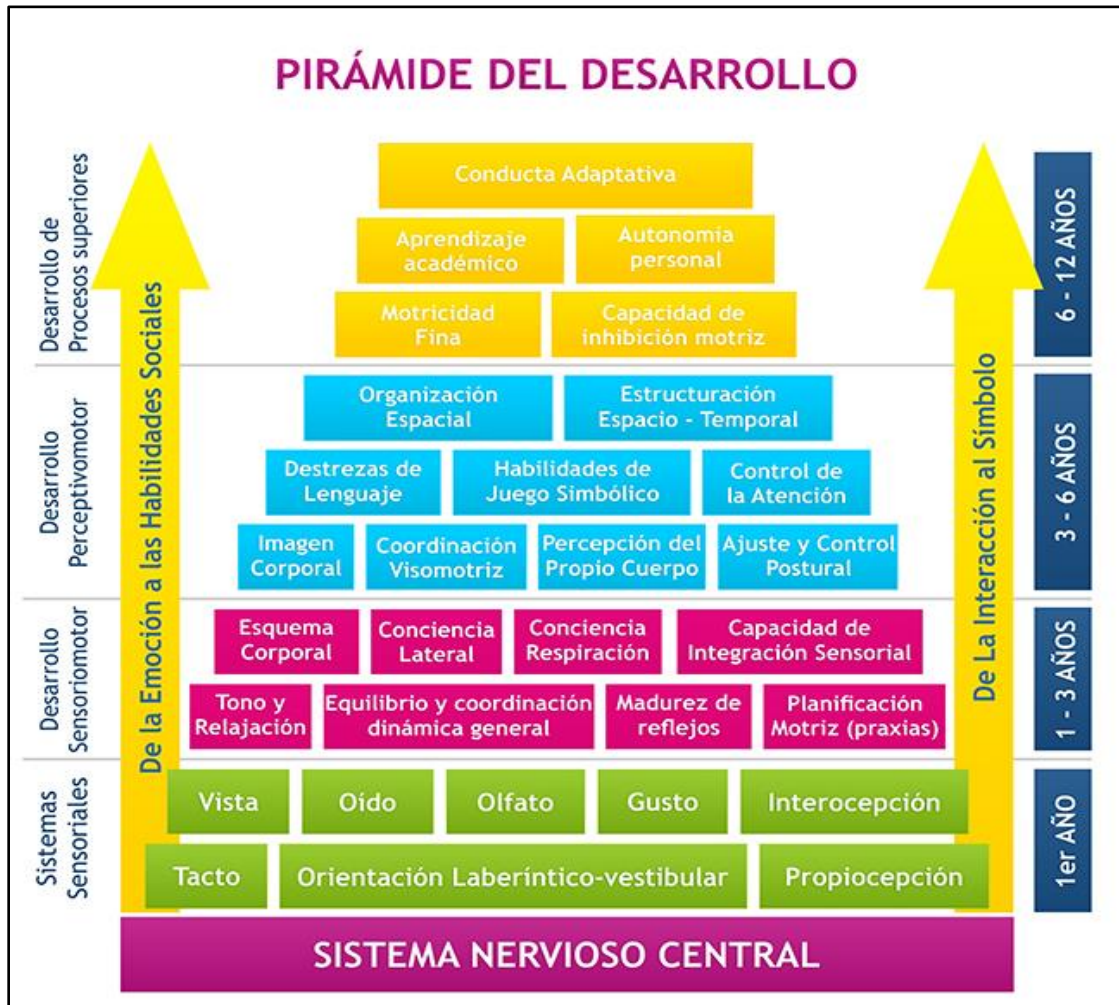 PIRÁMIDE DEL DESARROLLO
Desarrollo de
Procesos superiores
Conducta Adaptativa
Aprendizaje
académico
Autonomía
personal
Motricidad
Fina
Capacidad de
inhibición motriz
6 - 12 AÑOS
Desarrollo
Perceptivomotor
Organización
Espacial
Estructuración
Espacio - Temporal
Destrezas de
Lenguaje
Habilidades de
Juego Simbólico
Control de
la Atención
Imagen
Corporal
Coordinación
Visomotriz
Percepción del
Propio Cuerpo
Ajuste y Control
Postural
3 - 6 AÑOS
Desarrollo
Sensoriomotor
Esquema
Corporal
Conciencia
Lateral
Conciencia
Respiración
Capacidad de
Integración Sensorial
Tono y
Relajación
Equilibrio y coordinación
dinámica general
Madurez de
reflejos
Planificación
Motriz (praxias)
1 - 3 AÑOS
Sistemas
Sensoriales
Vista
Oído
Olfato
Gusto
Interocepción
Tacto
Orientación Laberíntico-vestibular
Propiocepción
1er AÑO
De la Emoción a las Habilidades Sociales
De La Interacción al Símbolo
SISTEMA NERVIOSO CENTRAL